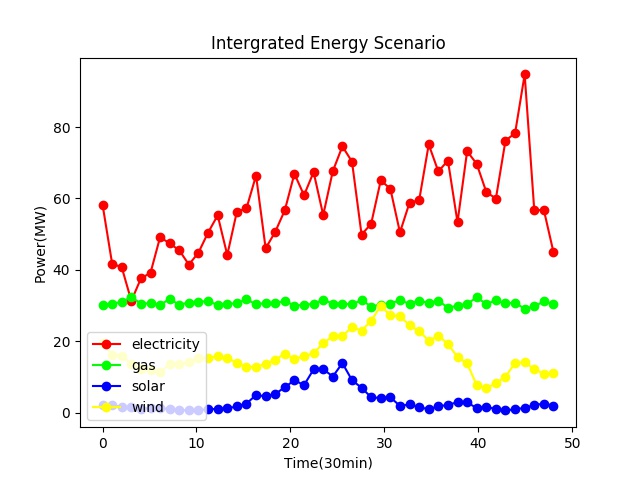 Intergrated Energy Scenario
Power(MW)
80
60
40
20
0
electricity
gas
solar
wind
0 10 20 30 40 50
Time(30min)